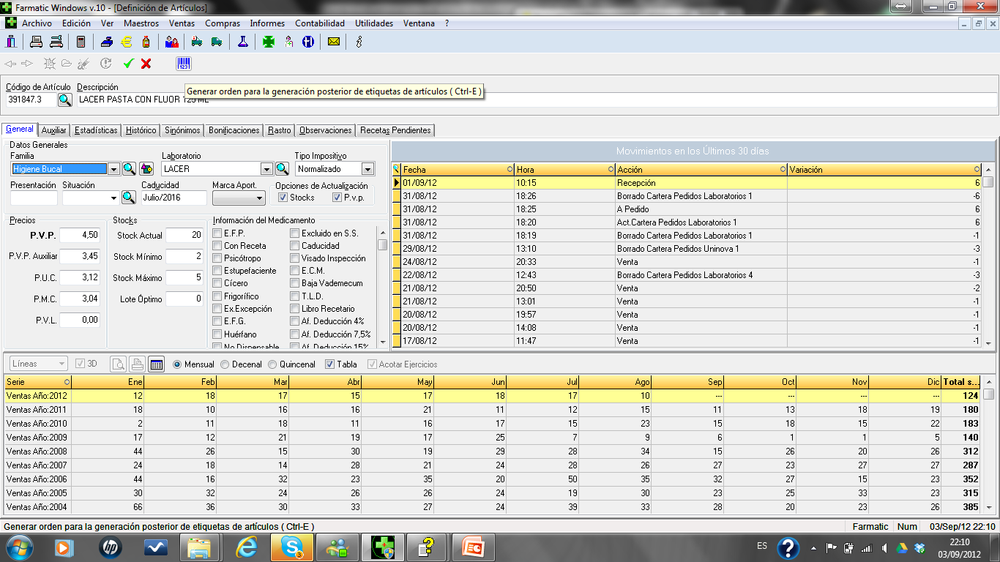 Farmatic Windows v.10 - [Definición de Artículos]
Archivo Edición Ver Maestros Ventas Compras Informes Contabilidad Utilidades Ventana ?
Código de Artículo Descripción
391847.3 LACER PASTA CON FLUOR 125 ML
Generar orden para la generación posterior de etiquetas de artículos ( Ctrl-E )
General Auxiliar Estadísticas Histórico Sinónimos Bonificaciones Rastro Observaciones Recetas Pendientes
Datos Generales
Familia Laboratorio Tipo Impositivo
Higiene Bucal LACER Normalizado
Presentación Situación Caducidad Marca Aport. Opciones de Actualización
Julio/2016 Stocks P.v.p.
Precios
P.V.P. 4,50
P.V.P. Auxiliar 3,45
P.U.C. 3,12
P.M.C. 3,04
P.V.L. 0,00
Stocks
Stock Actual 20
Stock Mínimo 2
Stock Máximo 5
Lote Óptimo 0
Información del Medicamento
E.F.P. Excluido en S.S.
Con Receta Caducidad
Psicótropo Visado Inspección
Estupefaciente E.C.M.
Cícero Baja Vademecum
Frigorífico T.L.D.
Ex.Excepción Libro Recetario
E.F.G. Af. Deducción 4%
Huérfano Af. Deducción 7,5%
No Dispensable Af. Deducción 15%
Movimientos en los Últimos 30 días
Fecha Hora Acción Variación
01/09/12 10:15 Recepción 6
31/08/12 18:26 Borrado Cartera Pedidos Laboratorios 1 -6
31/08/12 18:25 A Pedido 6
31/08/12 18:20 Act.Cartera Pedidos Laboratorios 1 6
31/08/12 18:19 Borrado Cartera Pedidos Laboratorios 1 -1
29/08/12 13:10 Borrado Cartera Pedidos Uninova 1 -3
24/08/12 20:33 Venta -1
22/08/12 12:43 Borrado Cartera Pedidos Laboratorios 4 -3
21/08/12 20:50 Venta -2
21/08/12 13:01 Venta -1
20/08/12 19:57 Venta -1
20/08/12 14:08 Venta -1
17/08/12 11:47 Venta -1
Líneas 3D Mensual Decenal Quincenal Tabla Acotar Ejercicios
Serie Ene Feb Mar Abr May Jun Jul Ago Sep Oct Nov Dic Total s...
Ventas Año:2012 12 18 17 15 17 18 17 10 --- --- --- --- 124
Ventas Año:2011 18 10 16 16 21 11 12 15 11 13 18 19 180
Ventas Año:2010 2 11 18 11 16 17 15 23 15 18 15 22 183
Ventas Año:2009 17 12 21 19 17 25 7 9 6 1 1 5 140
Ventas Año:2008 44 26 15 30 19 29 28 34 15 26 20 26 312
Ventas Año:2007 24 18 14 28 21 24 28 26 27 23 27 27 287
Ventas Año:2006 44 16 32 23 35 20 50 35 32 27 15 23 352
Ventas Año:2005 30 32 24 26 26 24 19 30 23 25 33 23 315
Ventas Año:2004 66 36 30 33 27 24 39 33 28 20 23 26 385
Generar orden para la generación posterior de etiquetas de artículos ( Ctrl-E ) Farmatic Num 03/Sep/12 22:10
ES 22:10
03/09/2012